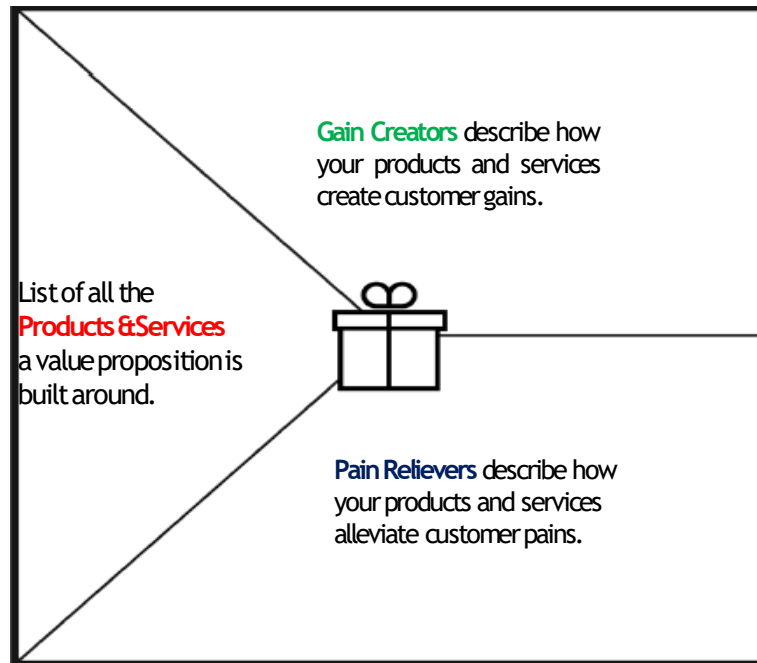 Gain Creators describe how
your products and services
create customer gains.
List of all the
Products & Services
a value proposition is
built around.
Pain Relievers describe how
your products and services
alleviate customer pains.